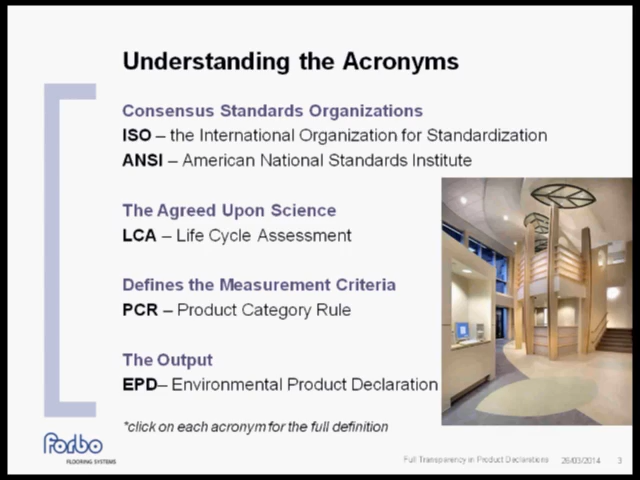 Understanding the Acronyms
Consensus Standards Organizations
ISO – the International Organization for Standardization
ANSI – American National Standards Institute
The Agreed Upon Science
LCA – Life Cycle Assessment
Defines the Measurement Criteria
PCR – Product Category Rule
The Output
EPD– Environmental Product Declaration
*click on each acronym for the full definition
Forbo
FLOORING SYSTEMS
Full Transparency in Product Declarations 26/03/2014 3